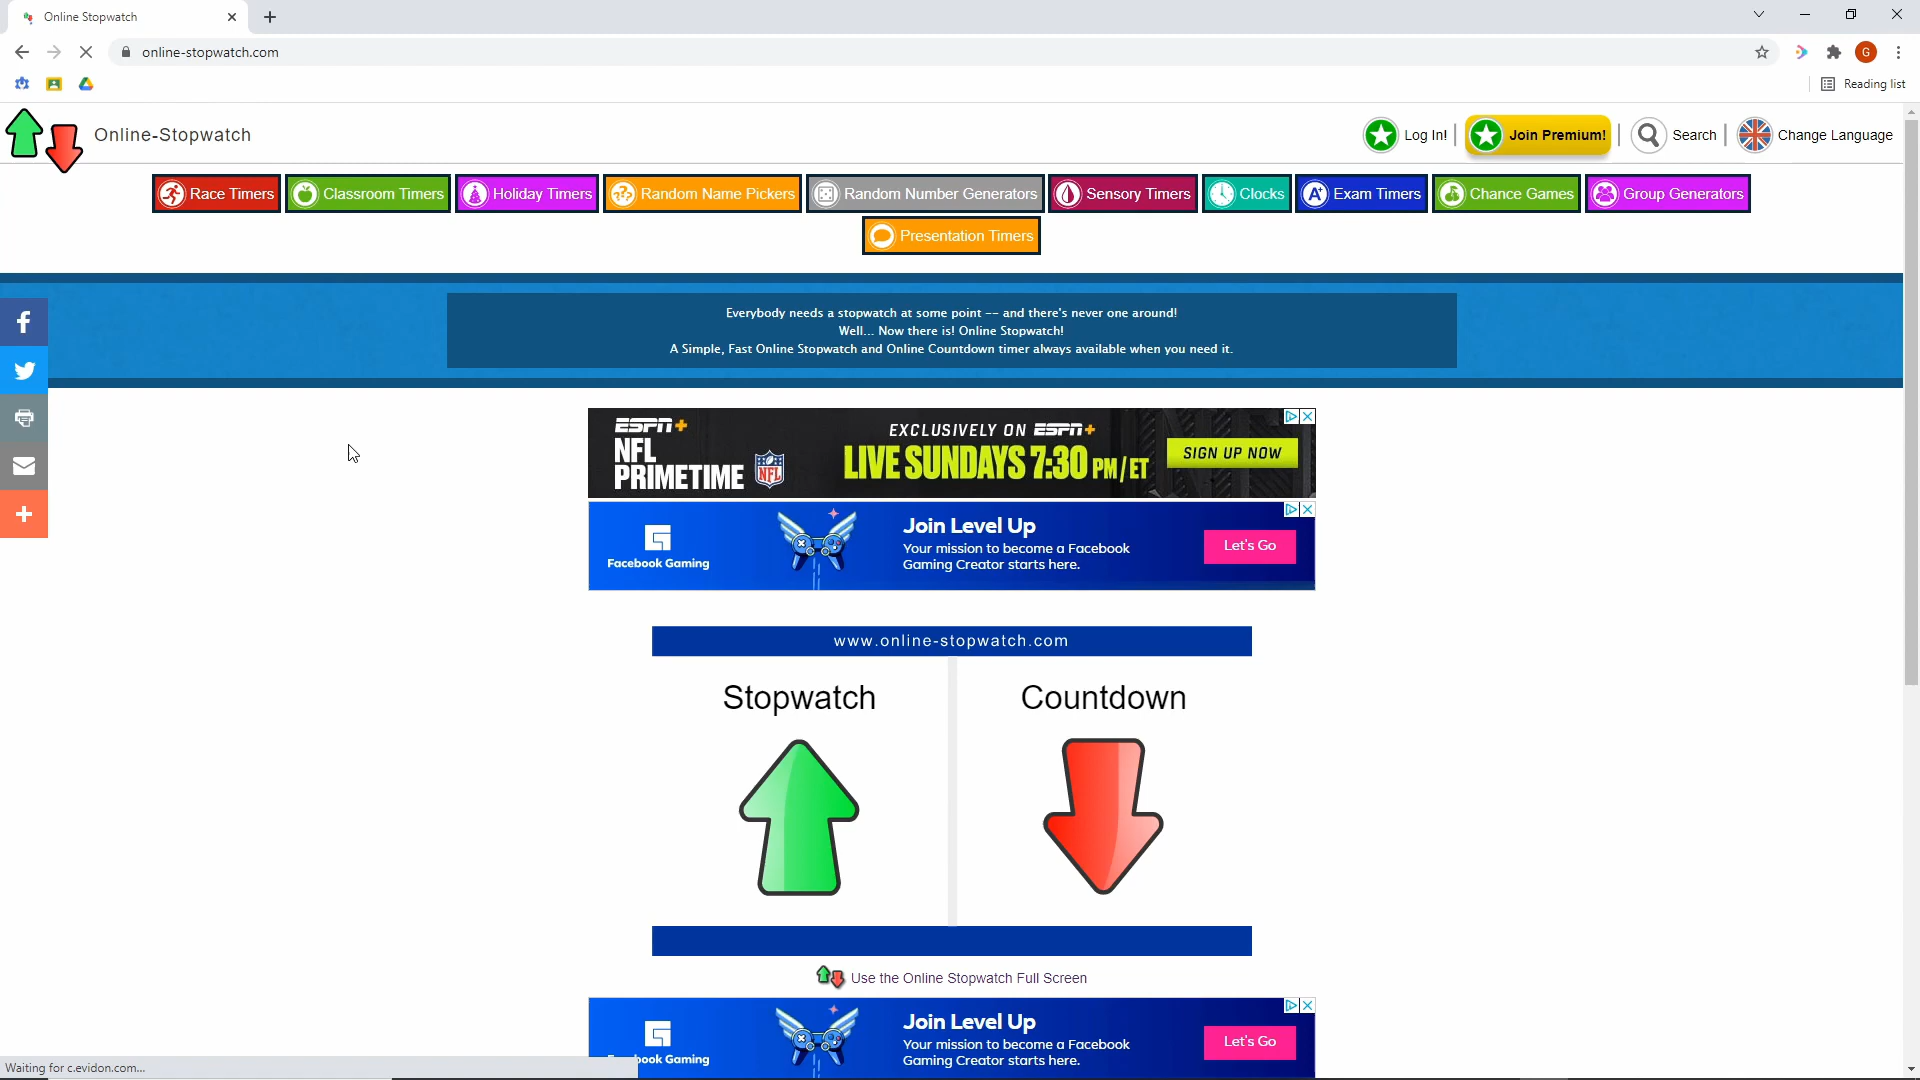 Online Stopwatch
online-stopwatch.com
G
Reading list
Online-Stopwatch
Log In!
Join Premium!
Search
Change Language
Race Timers
Classroom Timers
Holiday Timers
Random Name Pickers
Random Number Generators
Sensory Timers
Clocks
Exam Timers
Chance Games
Group Generators
Presentation Timers
Everybody needs a stopwatch at some point -- and there's never one around!
Well... Now there is! Online Stopwatch!
A Simple, Fast Online Stopwatch and Online Countdown timer always available when you need it.
ESPN+
NFL
PRIMETIME
NFL
EXCLUSIVELY ON ESPN+
LIVE SUNDAYS 7:30 PM/ET
SIGN UP NOW
Facebook Gaming
Join Level Up
Your mission to become a Facebook
Gaming Creator starts here.
Let's Go
www.online-stopwatch.com
Stopwatch
Countdown
Use the Online Stopwatch Full Screen
book Gaming
Join Level Up
Your mission to become a Facebook
Gaming Creator starts here.
Let's Go
Waiting for c.evidon.com...